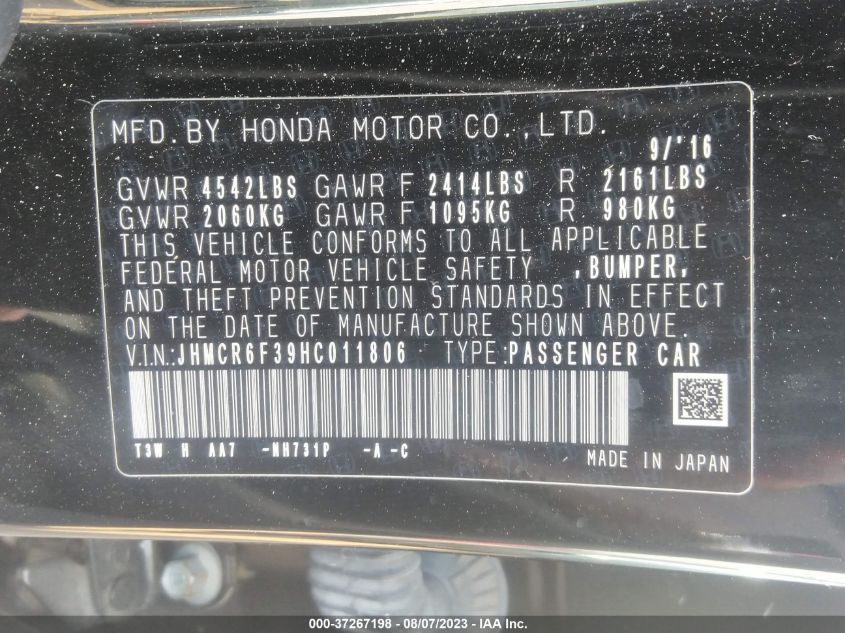 MFD. BY HONDA MOTOR CO., LTD.
9/'16
GVWR 4542LBS GAWR F 2414LBS R 2161LBS
GVWR 2060KG GAWR F 1095KG R 980KG
THIS VEHICLE CONFORMS TO ALL APPLICABLE
FEDERAL MOTOR VEHICLE SAFETY ,BUMPER,
AND THEFT PREVENTION STANDARDS IN EFFECT
ON THE DATE OF MANUFACTURE SHOWN ABOVE.
V.I.N.:JHMCR6F39HC011806 TYPE:PASSENGER CAR
T3W H AA7 -NH731P -A -C
MADE IN JAPAN
000-37267198 - 08/07/2023 - © IAA Inc.